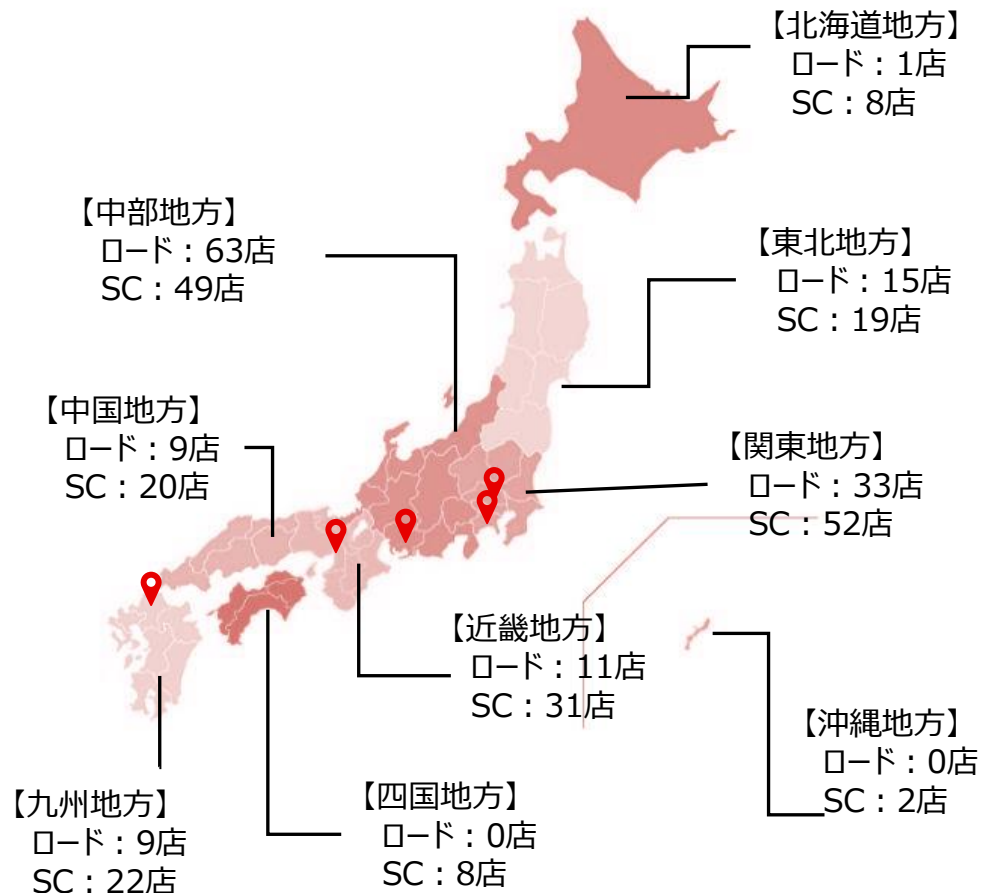 【北海道地方】
ロード：1店
SC：8店
【中部地方】
ロード：63店
SC：49店
【東北地方】
ロード：15店
SC：19店
【中国地方】
ロード：9店
SC：20店
【関東地方】
ロード：33店
SC：52店
【近畿地方】
ロード：11店
SC：31店
【沖縄地方】
ロード：0店
SC：2店
【九州地方】
ロード：9店
SC：22店
【四国地方】
ロード：0店
SC：8店